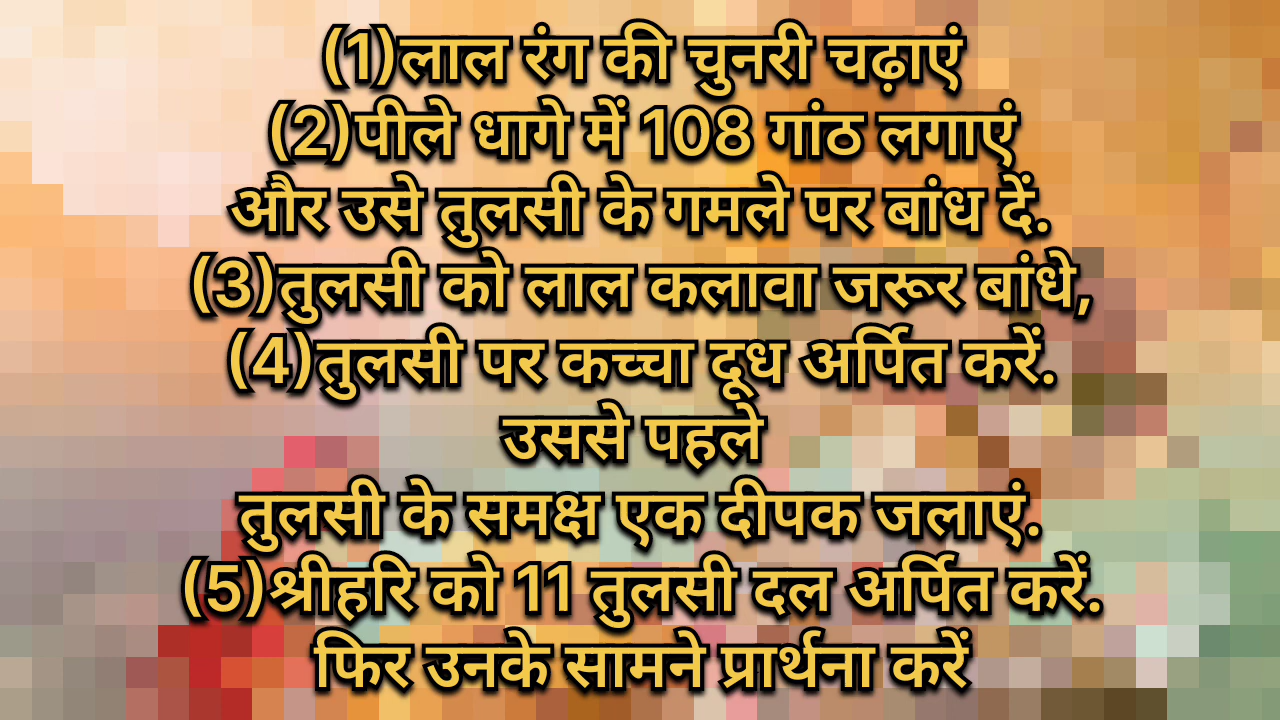 (1)लाल रंग की चुनरी चढ़ाएं
(2)पीले धागे में 108 गांठ लगाएं
और उसे तुलसी के गमले पर बांध दें.
(3)तुलसी को लाल कलावा जरूर बांधे,
(4)तुलसी पर कच्चा दूध अर्पित करें.
उससे पहले
तुलसी के समक्ष एक दीपक जलाएं.
(5)श्रीहरि को 11 तुलसी दल अर्पित करें.
फिर उनके सामने प्रार्थना करें